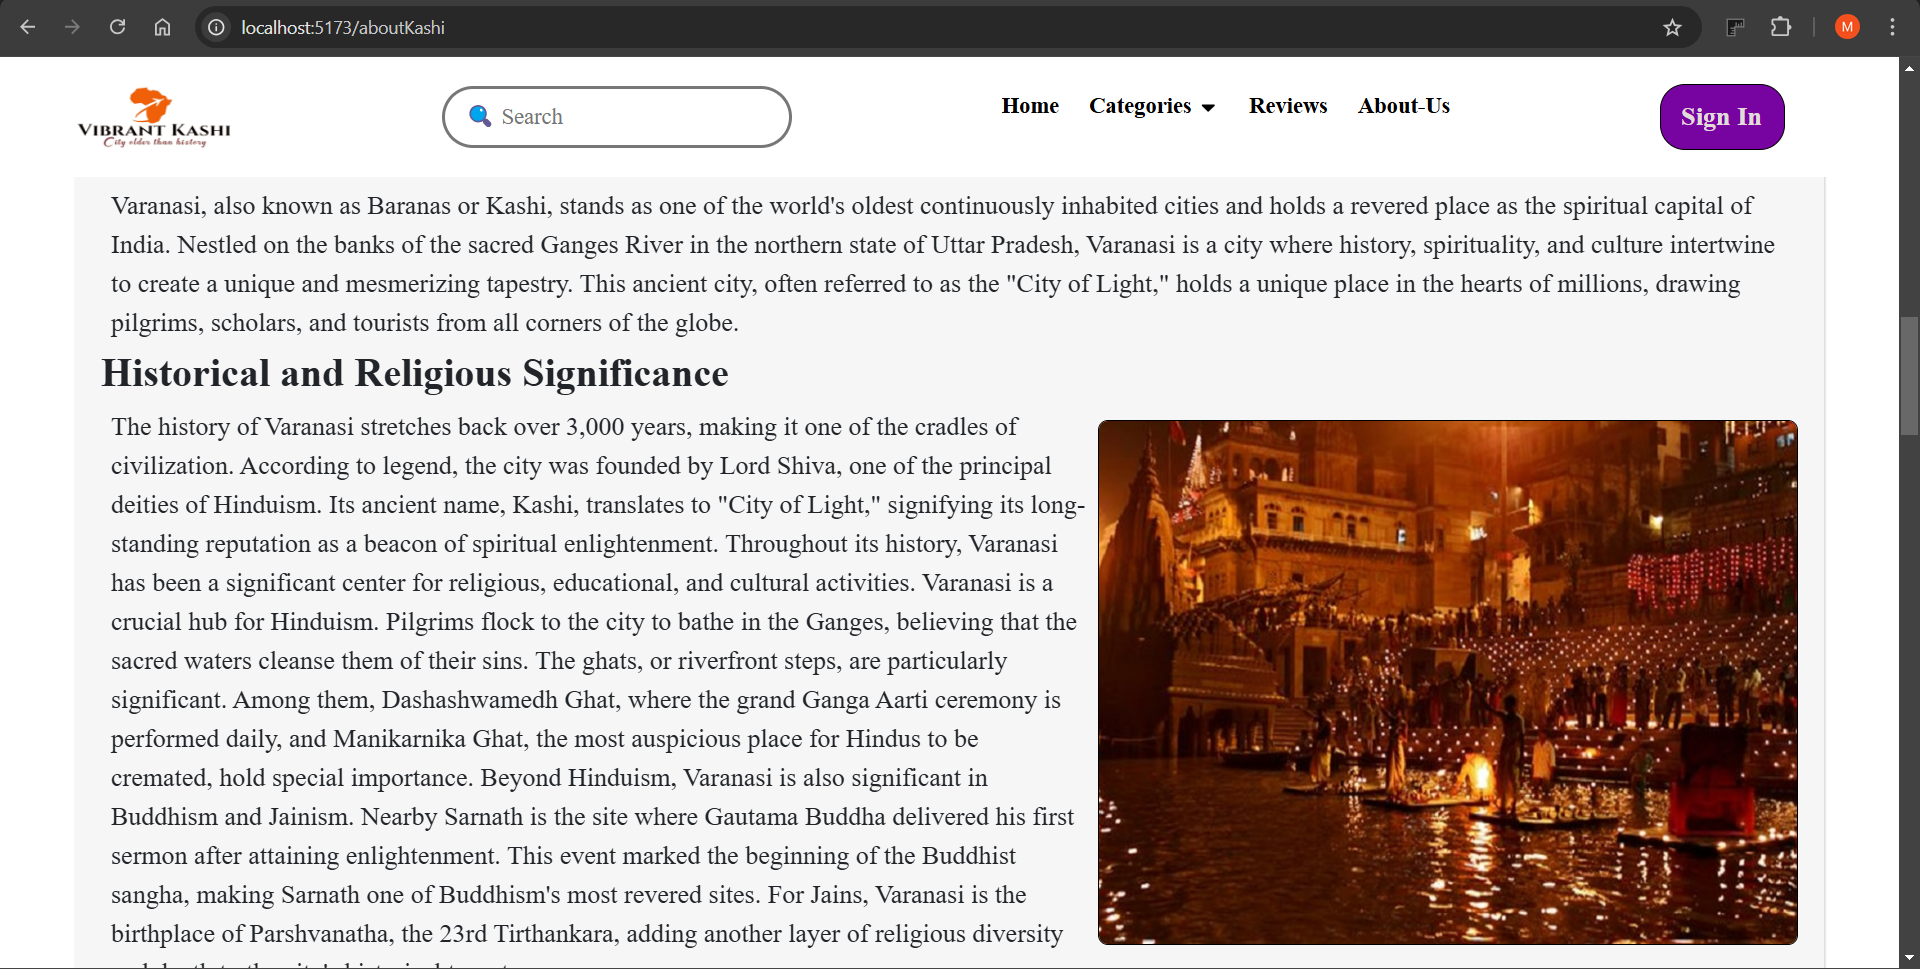 localhost:5173/aboutKashi
M
VIBRANT KASHI
City older than history
Search
Home Categories Reviews About-Us
Sign In
Varanasi, also known as Baranas or Kashi, stands as one of the world's oldest continuously inhabited cities and holds a revered place as the spiritual capital of
India. Nestled on the banks of the sacred Ganges River in the northern state of Uttar Pradesh, Varanasi is a city where history, spirituality, and culture intertwine
to create a unique and mesmerizing tapestry. This ancient city, often referred to as the "City of Light," holds a unique place in the hearts of millions, drawing
pilgrims, scholars, and tourists from all corners of the globe.
Historical and Religious Significance
The history of Varanasi stretches back over 3,000 years, making it one of the cradles of
civilization. According to legend, the city was founded by Lord Shiva, one of the principal
deities of Hinduism. Its ancient name, Kashi, translates to "City of Light," signifying its long-
standing reputation as a beacon of spiritual enlightenment. Throughout its history, Varanasi
has been a significant center for religious, educational, and cultural activities. Varanasi is a
crucial hub for Hinduism. Pilgrims flock to the city to bathe in the Ganges, believing that the
sacred waters cleanse them of their sins. The ghats, or riverfront steps, are particularly
significant. Among them, Dashashwamedh Ghat, where the grand Ganga Aarti ceremony is
performed daily, and Manikarnika Ghat, the most auspicious place for Hindus to be
cremated, hold special importance. Beyond Hinduism, Varanasi is also significant in
Buddhism and Jainism. Nearby Sarnath is the site where Gautama Buddha delivered his first
sermon after attaining enlightenment. This event marked the beginning of the Buddhist
sangha, making Sarnath one of Buddhism's most revered sites. For Jains, Varanasi is the
birthplace of Parshvanatha, the 23rd Tirthankara, adding another layer of religious diversity